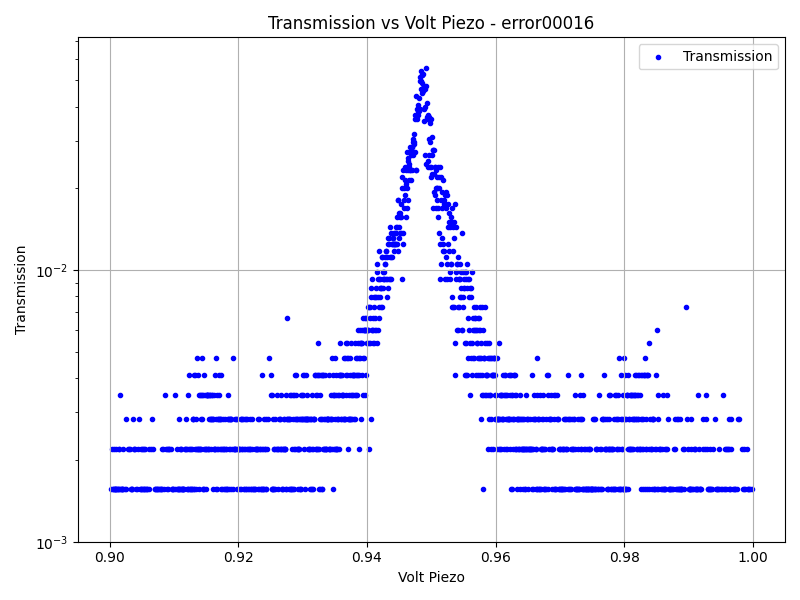 Transmission vs Volt Piezo - error00016
Transmission
Transmission
10⁻²
10⁻³
0.90 0.92 0.94 0.96 0.98 1.00
Volt Piezo